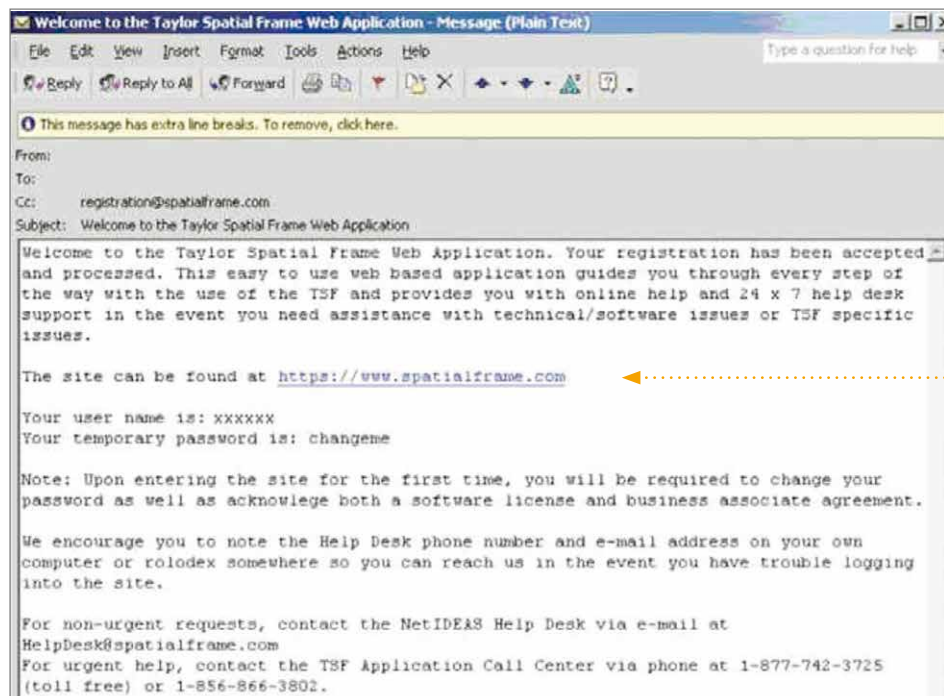 Welcome to the Taylor Spatial Frame Web Application - Message (Plain Text)
File Edit View Insert Format Tools Actions Help
Type a question for help
Reply Reply to All Forward
This message has extra line breaks. To remove, click here.
From:
To:
Cc: registration@spatialframe.com
Subject: Welcome to the Taylor Spatial Frame Web Application
Welcome to the Taylor Spatial Frame Web Application. Your registration has been accepted
and processed. This easy to use web based application guides you through every step of
the way with the use of the TSF and provides you with online help and 24 x 7 help desk
support in the event you need assistance with technical/software issues or TSF specific
issues.
The site can be found at https://www.spatialframe.com
Your user name is: xxxxxx
Your temporary password is: changeme
Note: Upon entering the site for the first time, you will be required to change your
password as well as acknowlege both a software license and business associate agreement.
We encourage you to note the Help Desk phone number and e-mail address on your own
computer or rolodex somewhere so you can reach us in the event you have trouble logging
into the site.
For non-urgent requests, contact the NetIDEAS Help Desk via e-mail at
HelpDesk@spatialframe.com
For urgent help, contact the TSF Application Call Center via phone at 1-877-742-3725
(toll free) or 1-856-866-3802.